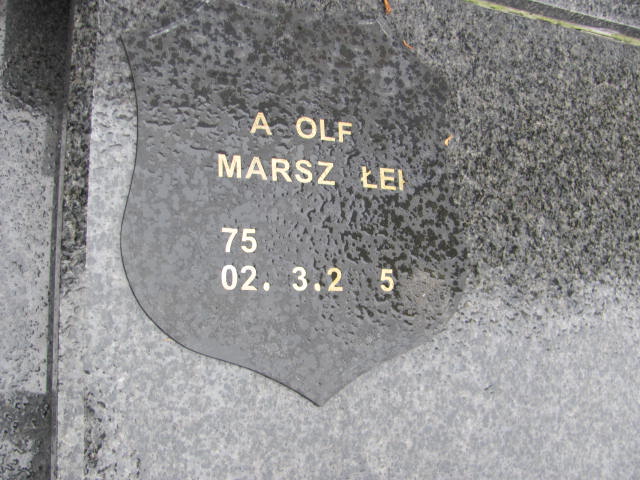 A OLF
MARSZ ŁEI
75
02. 3.2 5